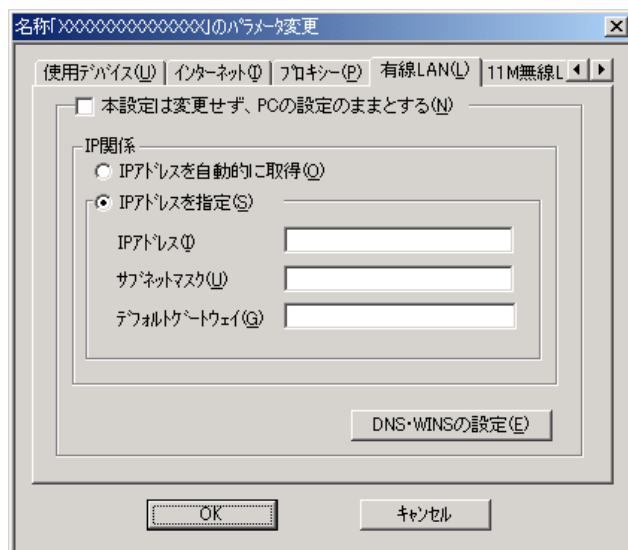 名称「XXXXXXXXXXXXXXX」のﾊﾟﾗﾒｰﾀ変更
使用ﾃﾞﾊﾞｲｽ(U) ｲﾝﾀｰﾈｯﾄ(I) ﾌﾟﾛｷｼｰ(P) 有線LAN(L) 11M無線L
本設定は変更せず、PCの設定のままとする(N)
IP関係
IPｱﾄﾞﾚｽを自動的に取得(O)
IPｱﾄﾞﾚｽを指定(S)
IPｱﾄﾞﾚｽ(I)
ｻﾌﾞﾈｯﾄﾏｽｸ(U)
ﾃﾞﾌｫﾙﾄｹﾞｰﾄｳｪｲ(G)
DNS・WINSの設定(E)
OK ｷｬﾝｾﾙ